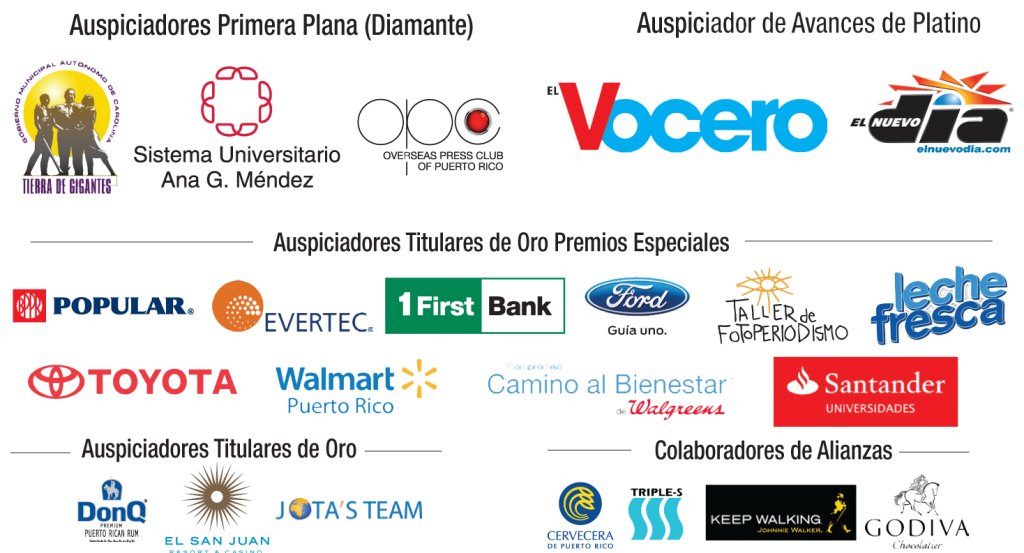 Auspiciadores Primera Plana (Diamante)
Auspiciador de Avances de Platino
GOBIERNO MUNICIPAL AUTONOMO DE CAROLINA
TIERRA DE GIGANTES
Sistema Universitario
Ana G. Méndez
opc
OVERSEAS PRESS CLUB
OF PUERTO RICO
EL Vocero
EL NUEVO día
elnuevodia.com
Auspiciadores Titulares de Oro Premios Especiales
POPULAR®
EVERTEC®
1 First Bank
Ford
Guía uno.
TALLER de
FOTOPERIODISMO
leche
fresca
TOYOTA
Walmart
Puerto Rico
Compromiso
Camino al Bienestar
de Walgreens
Santander
UNIVERSIDADES
Auspiciadores Titulares de Oro
Colaboradores de Alianzas
DonQ
PREMIUM
PUERTO RICAN RUM
EL SAN JUAN
RESORT & CASINO
JOTA'S TEAM
CERVECERA
DE PUERTO RICO
TRIPLE-S
KEEP WALKING.
JOHNNIE WALKER.
GODIVA
Chocolatier